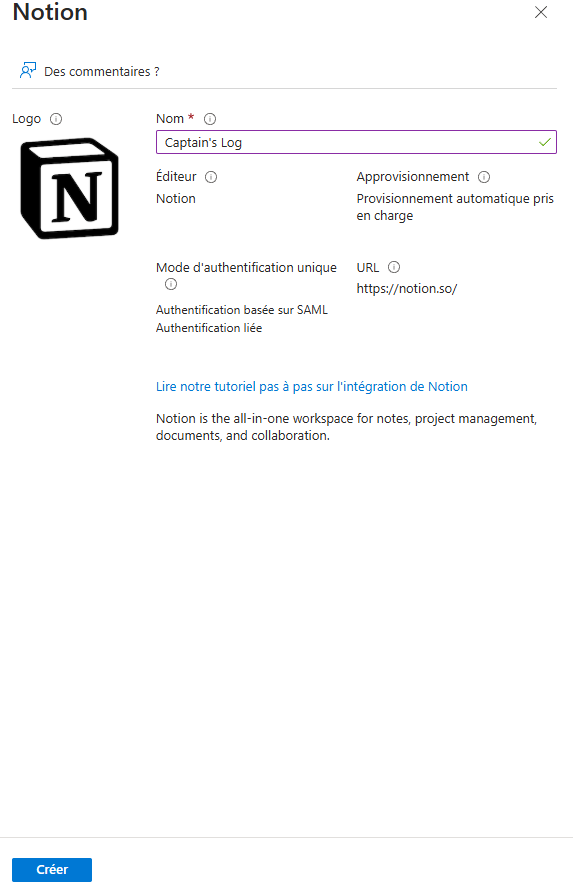 Notion
Des commentaires ?
Logo
N
Nom *
Captain's Log
Éditeur
Notion
Approvisionnement
Provisionnement automatique pris
en charge
Mode d'authentification unique
Authentification basée sur SAML
Authentification liée
URL
https://notion.so/
Lire notre tutoriel pas à pas sur l'intégration de Notion
Notion is the all-in-one workspace for notes, project management,
documents, and collaboration.
Créer